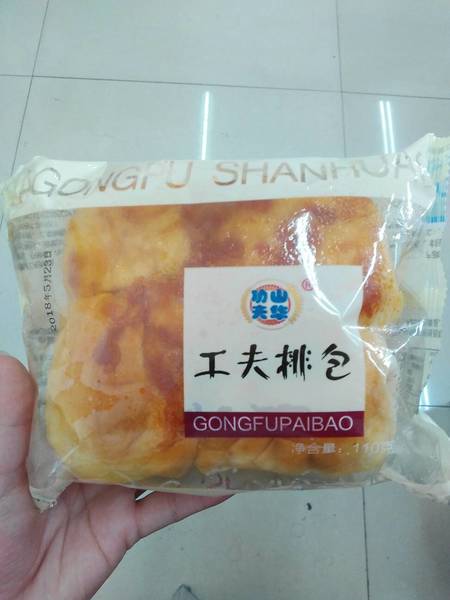 GONGFU SHANHUA
2018年5月23日
功山
夫华
®
工夫排包
GONGFUPAIBAO
净含量：110克